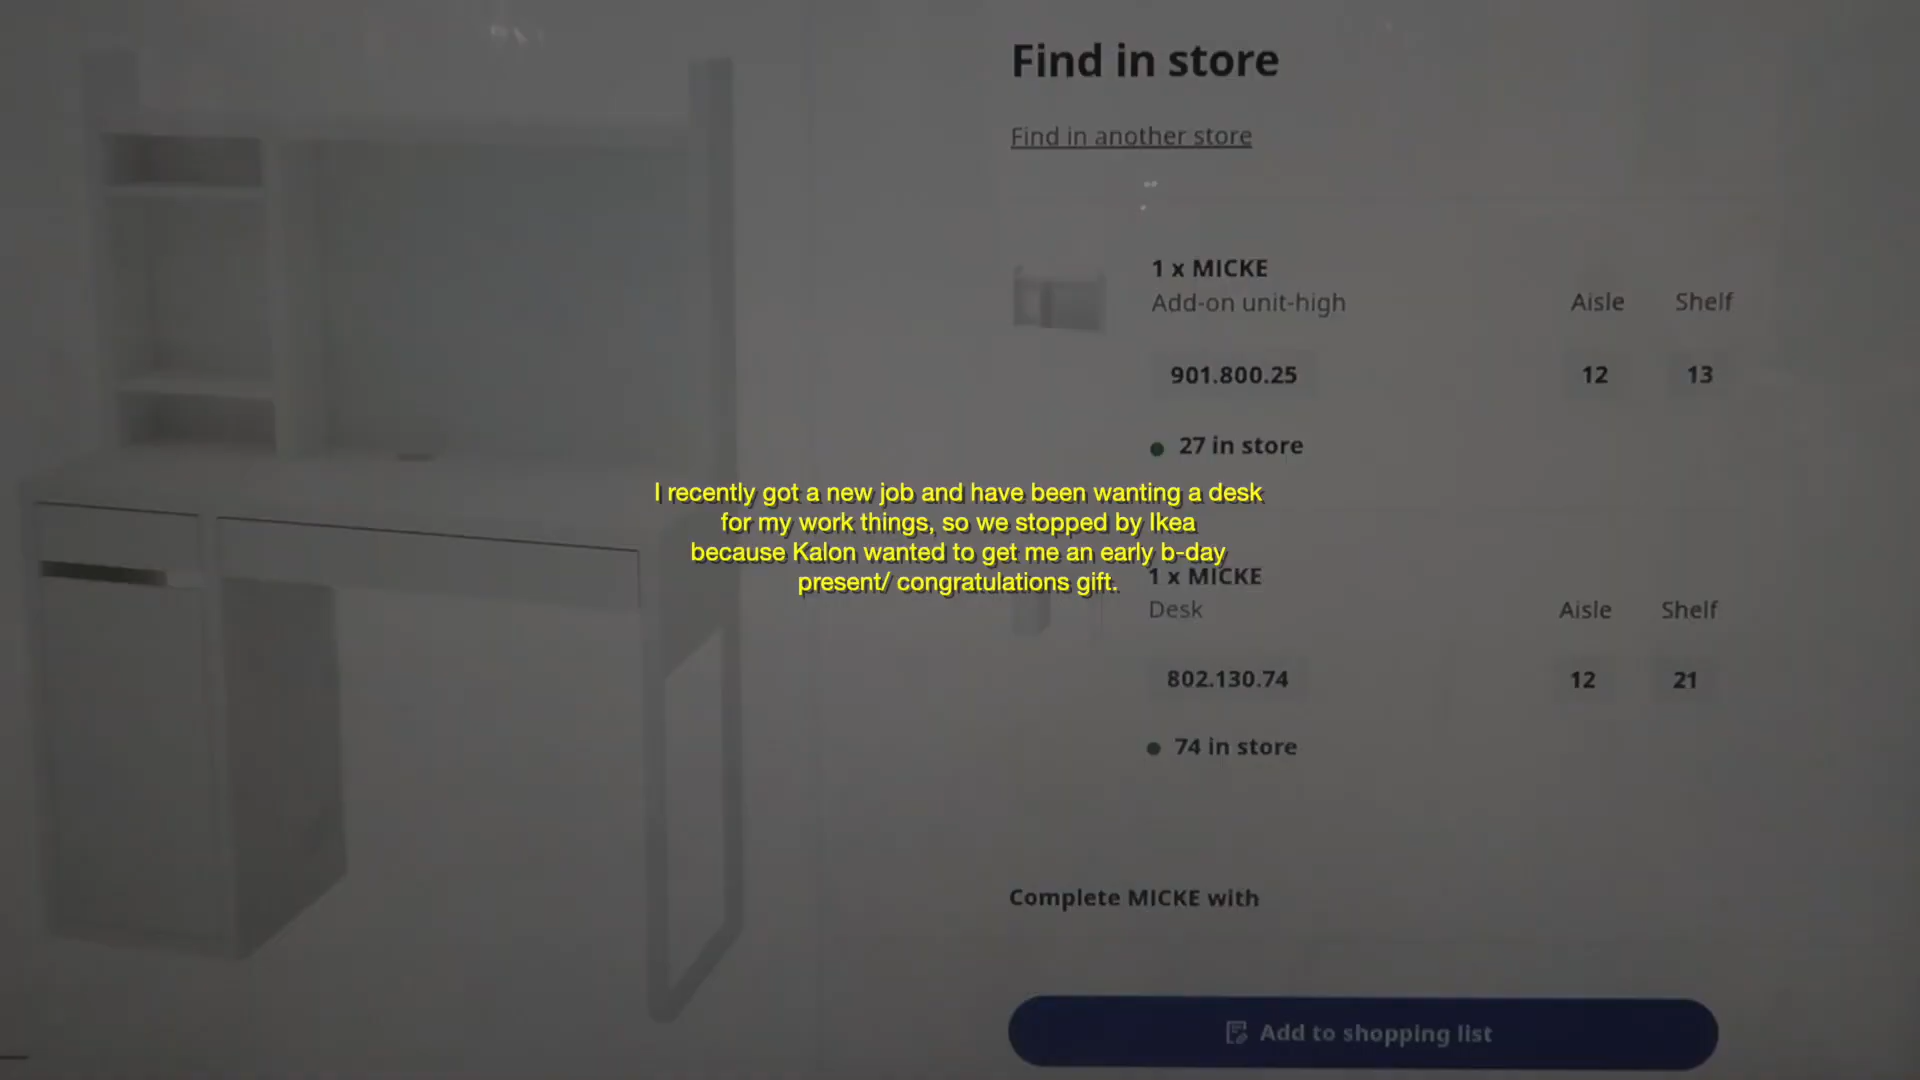 Find in store
Find in another store
1 x MICKE
Add-on unit-high
Aisle
Shelf
901.800.25
12
13
27 in store
I recently got a new job and have been wanting a desk
for my work things, so we stopped by Ikea
because Kalon wanted to get me an early b-day
present/ congratulations gift.
1 x MICKE
Desk
Aisle
Shelf
802.130.74
12
21
74 in store
Complete MICKE with
Add to shopping list